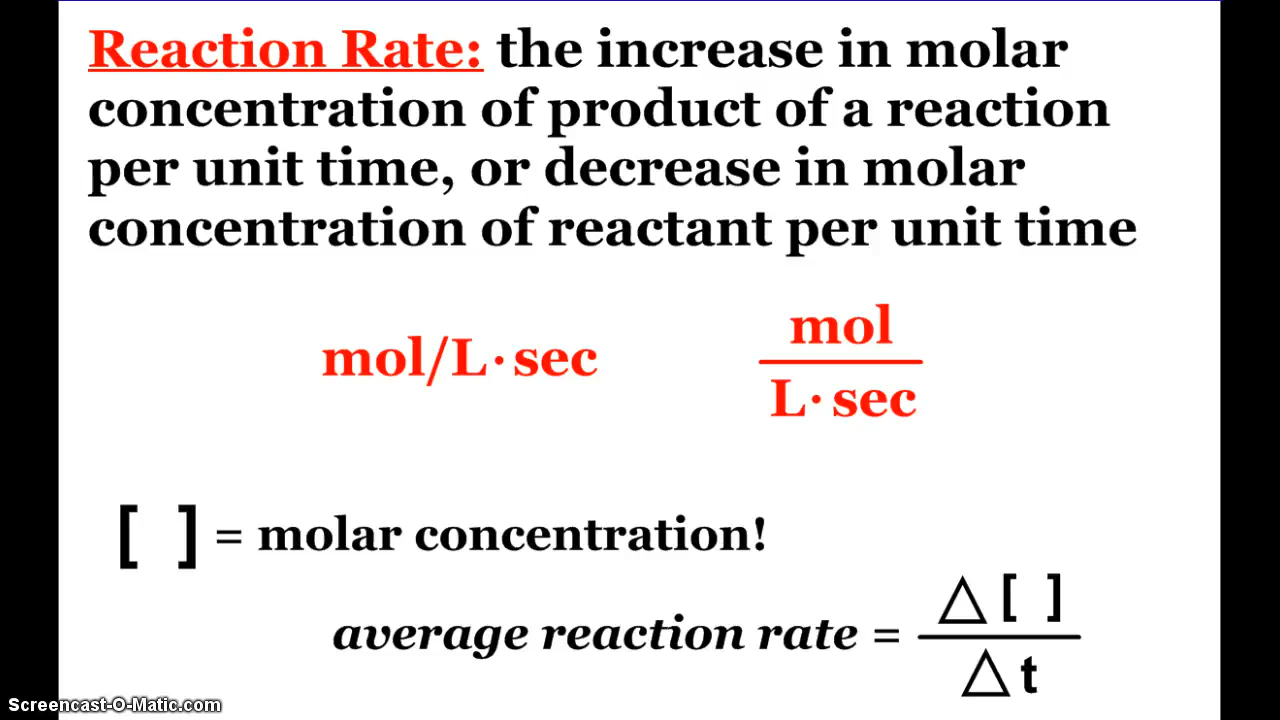 Reaction Rate: the increase in molar
concentration of product of a reaction
per unit time, or decrease in molar
concentration of reactant per unit time
mol/L·sec
mol
L·sec
[ ] = molar concentration!
average reaction rate =
△ [ ]
△ t
Screencast-O-Matic.com